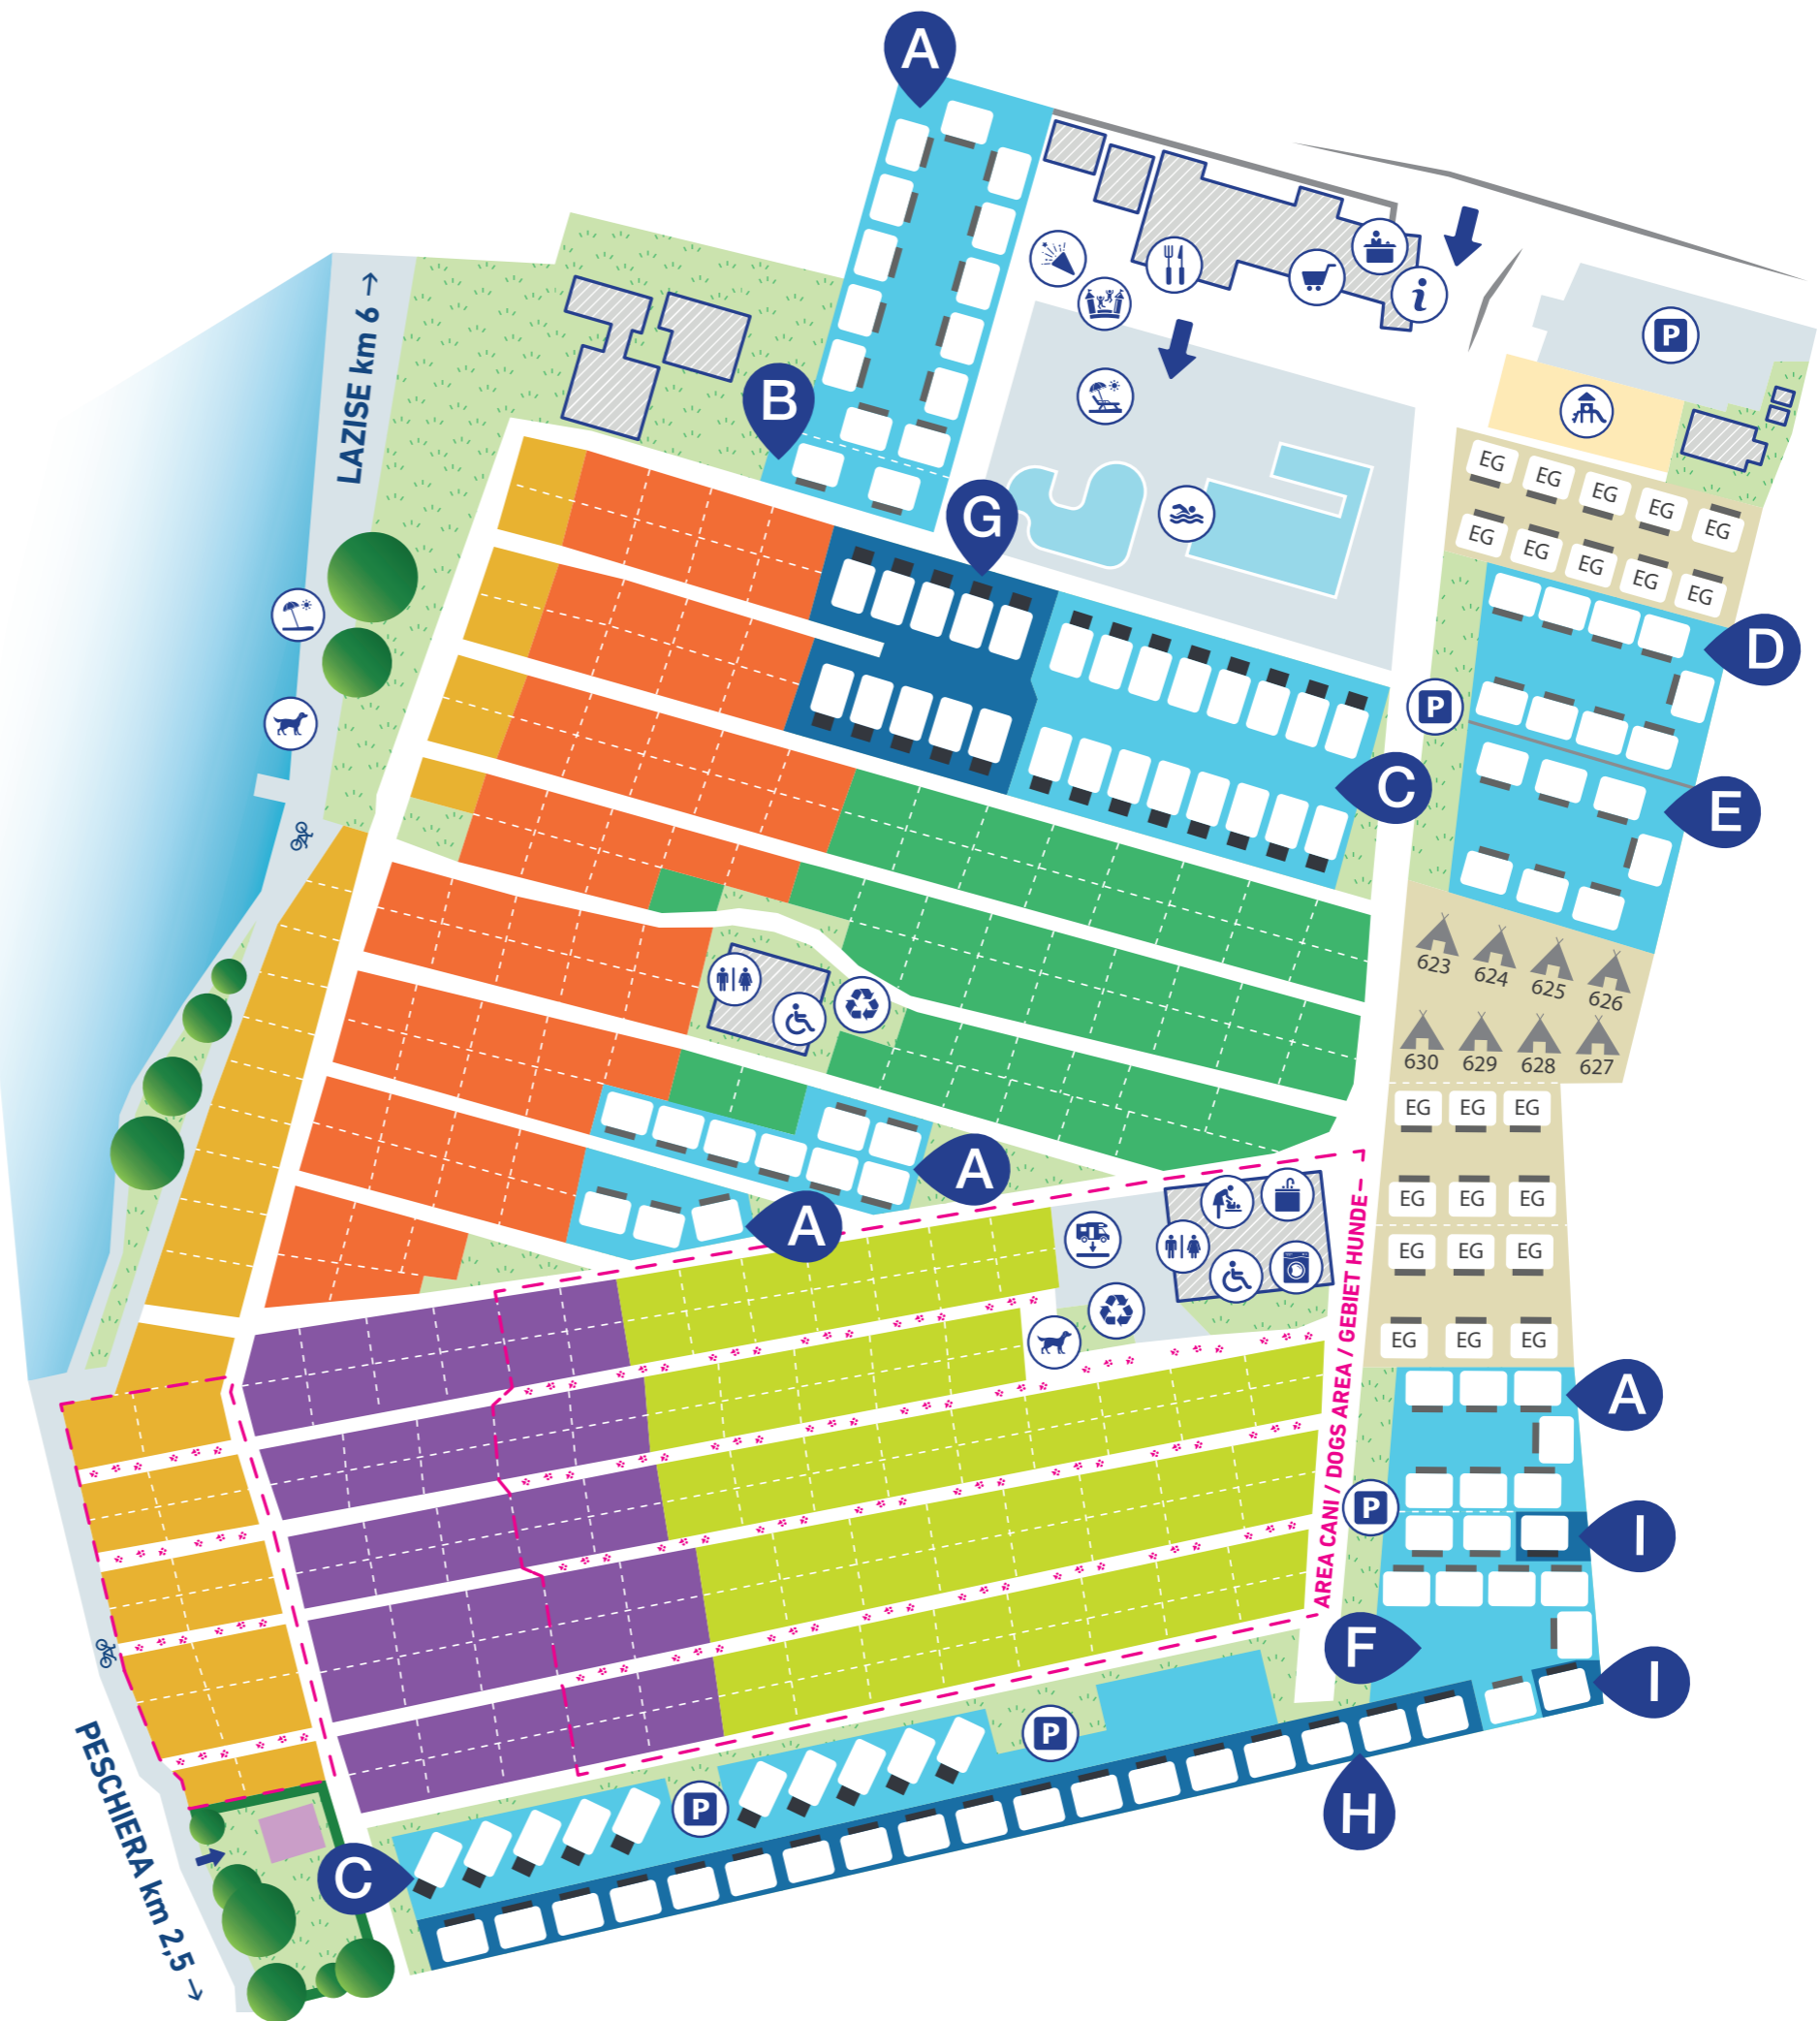 A
LAZISE km 6 →
i
P
B
EG EG EG EG EG
G
EG EG EG EG EG
D
P
C
E
623 624 625 626
630 629 628 627
EG EG EG
A
EG EG EG
A
EG EG EG
EG EG EG
AREA CANI / DOGS AREA / GEBIET HUNDE
A
P
I
F
I
P
P
H
C
PESCHIERA km 2,5 →